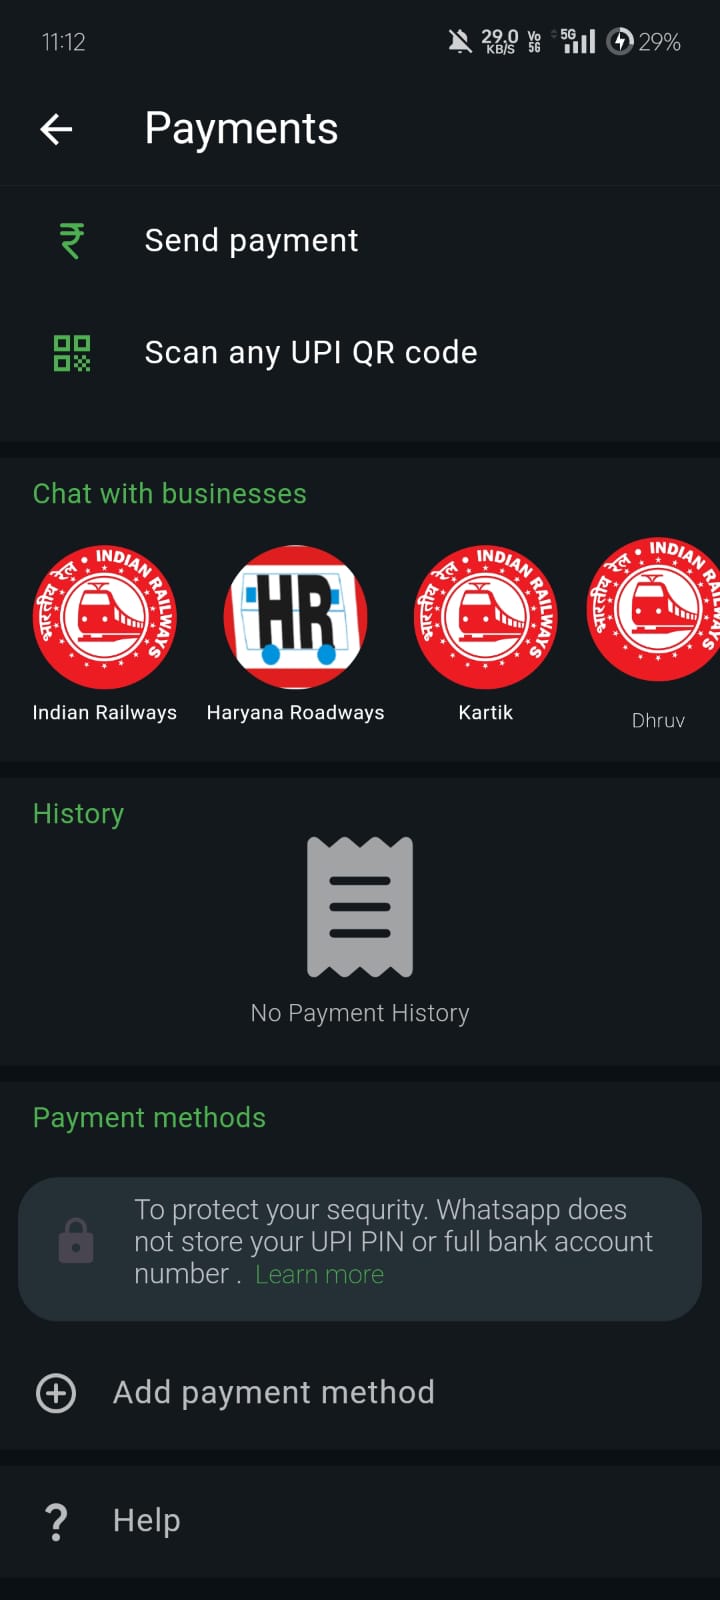 11:12
29.0
KB/S
Vo
5G
5G
29%
Payments
₹
Send payment
Scan any UPI QR code
Chat with businesses
भारतीय रेल • INDIAN RAILWAYS
HR
भारतीय रेल • INDIAN RAILWAYS
भारतीय रेल • INDIAN RAILWAYS
Indian Railways
Haryana Roadways
Kartik
Dhruv
History
No Payment History
Payment methods
To protect your sequrity. Whatsapp does
not store your UPI PIN or full bank account
number . Learn more
Add payment method
? Help